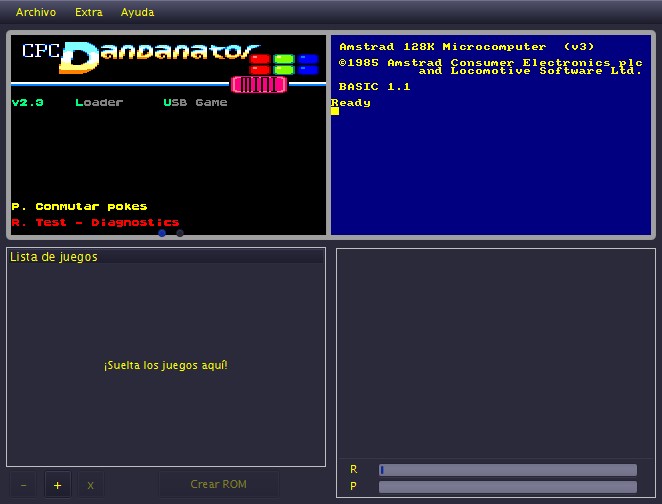 Archivo Extra Ayuda
CPC Dandanator
v2.3 Loader USB Game
P. Conmutar pokes
R. Test - Diagnostics
Amstrad 128K Microcomputer (v3)
©1985 Amstrad Consumer Electronics plc
and Locomotive Software Ltd.
BASIC 1.1
Ready
Lista de juegos
¡Suelta los juegos aquí!
- + x Crear ROM
R
P